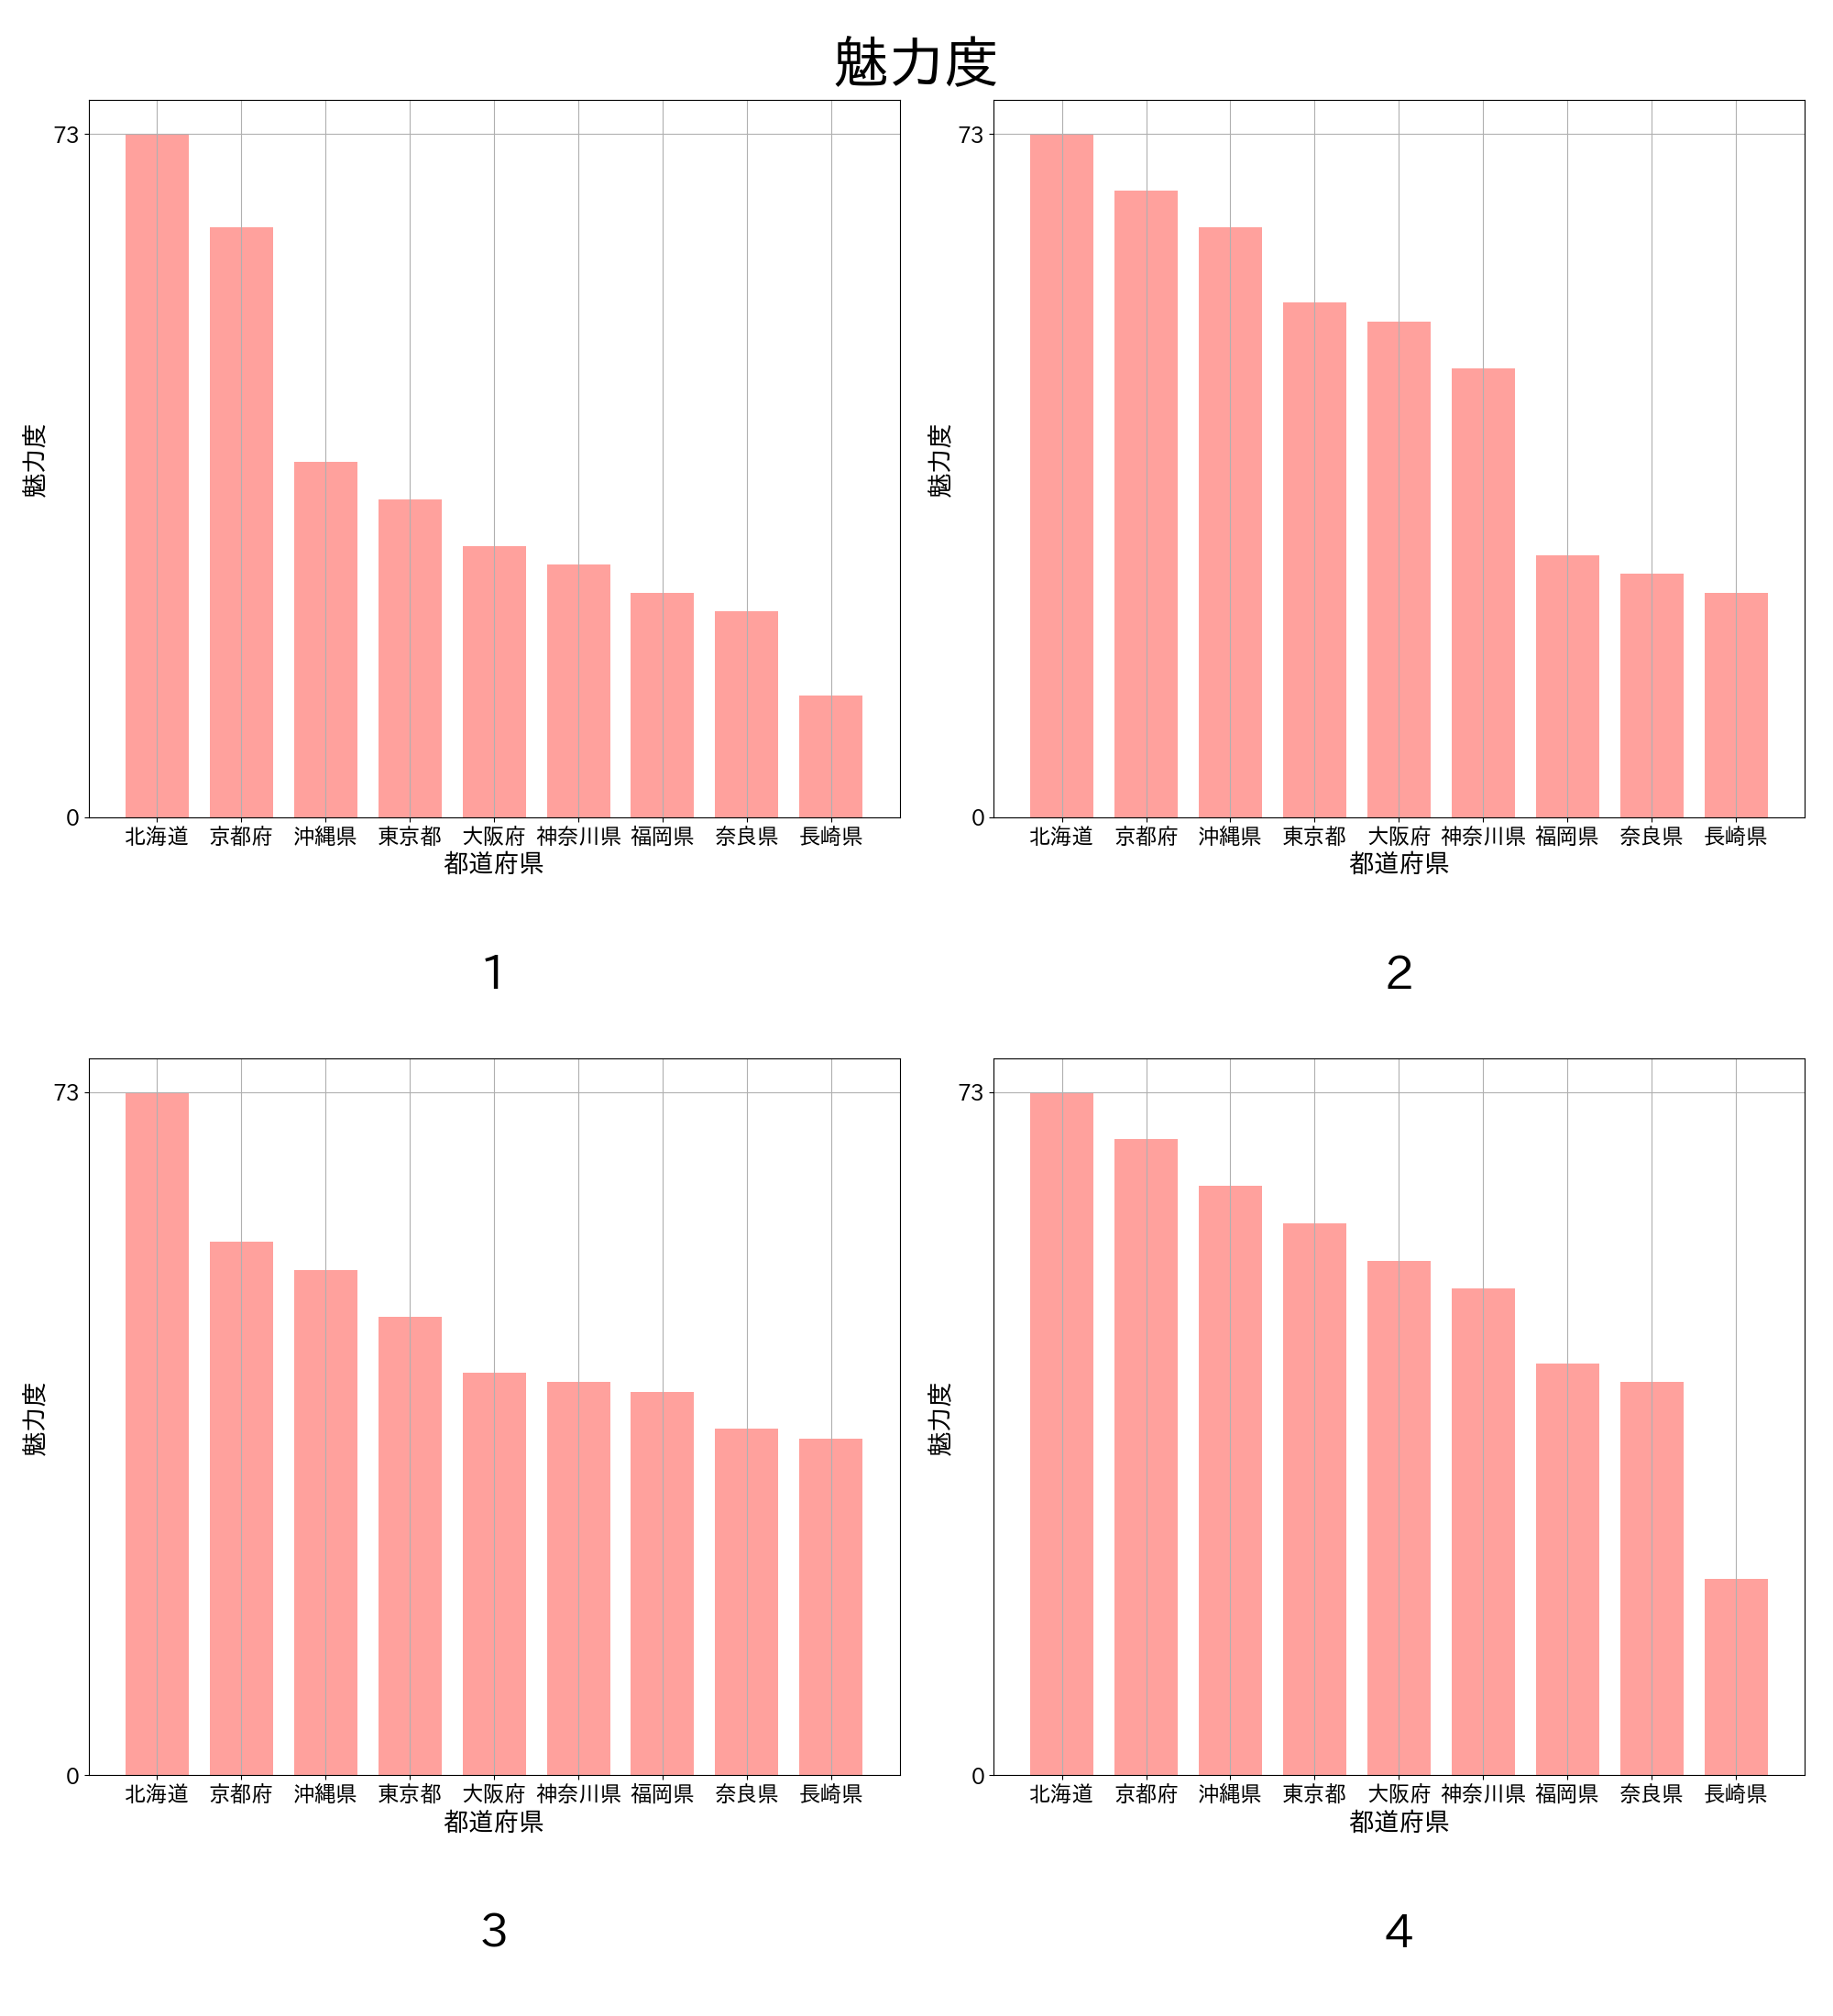 魅力度
73
0
魅力度
北海道 京都府 沖縄県 東京都 大阪府 神奈川県 福岡県 奈良県 長崎県
都道府県
1
73
0
魅力度
北海道 京都府 沖縄県 東京都 大阪府 神奈川県 福岡県 奈良県 長崎県
都道府県
2
73
0
魅力度
北海道 京都府 沖縄県 東京都 大阪府 神奈川県 福岡県 奈良県 長崎県
都道府県
3
73
0
魅力度
北海道 京都府 沖縄県 東京都 大阪府 神奈川県 福岡県 奈良県 長崎県
都道府県
4